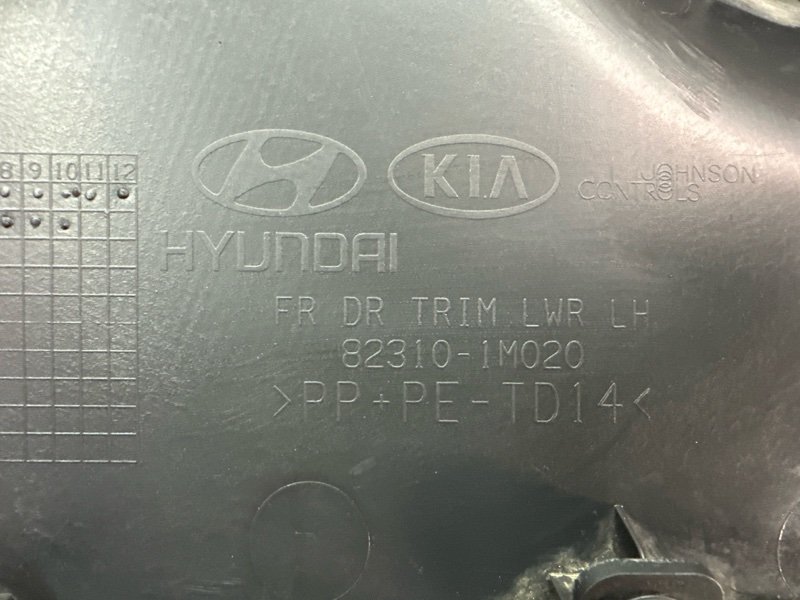 8 9 10 11 12
KIA
JOHNSON
CONTROLS
HYUNDAI
FR DR TRIM LWR LH
82310-1M020
>PP+PE-TD14<